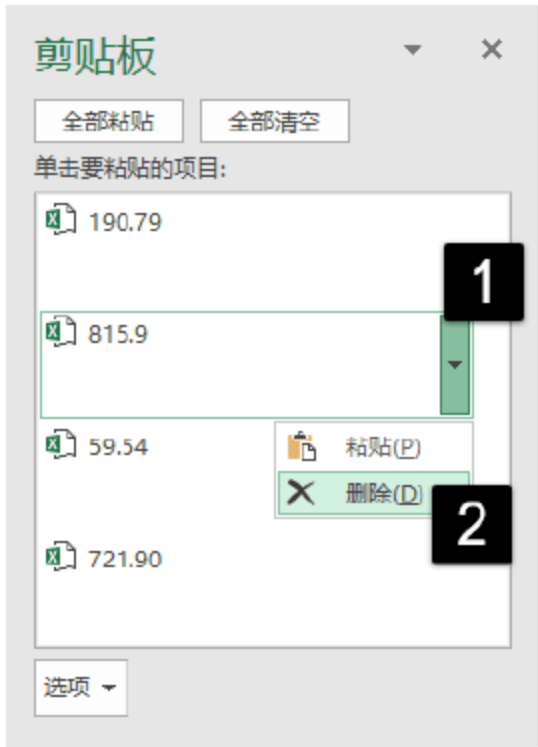 剪贴板
全部粘贴 全部清空
单击要粘贴的项目:
190.79
1
815.9
59.54
粘贴(P)
删除(D)
2
721.90
选项